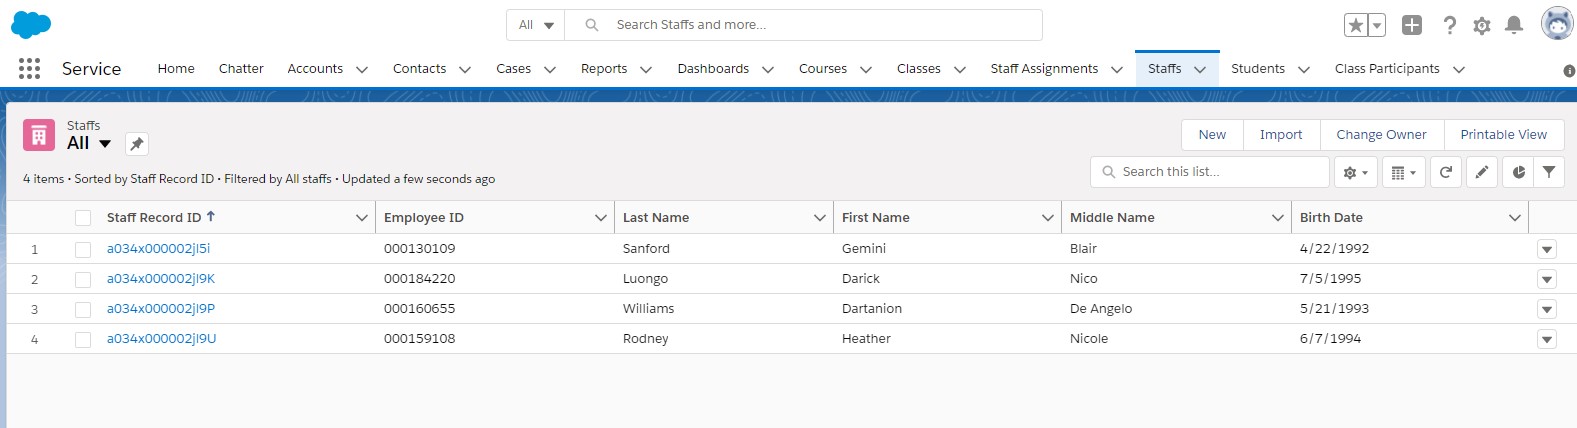 All Search Staffs and more...
Service Home Chatter Accounts Contacts Cases Reports Dashboards Courses Classes Staff Assignments Staffs Students Class Participants
Staffs
All
New Import Change Owner Printable View
4 items • Sorted by Staff Record ID • Filtered by All staffs • Updated a few seconds ago
Search this list...
Staff Record ID ↑ Employee ID Last Name First Name Middle Name Birth Date
1 a034x000002jI5i 000130109 Sanford Gemini Blair 4/22/1992
2 a034x000002jI9K 000184220 Luongo Darick Nico 7/5/1995
3 a034x000002jI9P 000160655 Williams Dartanion De Angelo 5/21/1993
4 a034x000002jI9U 000159108 Rodney Heather Nicole 6/7/1994